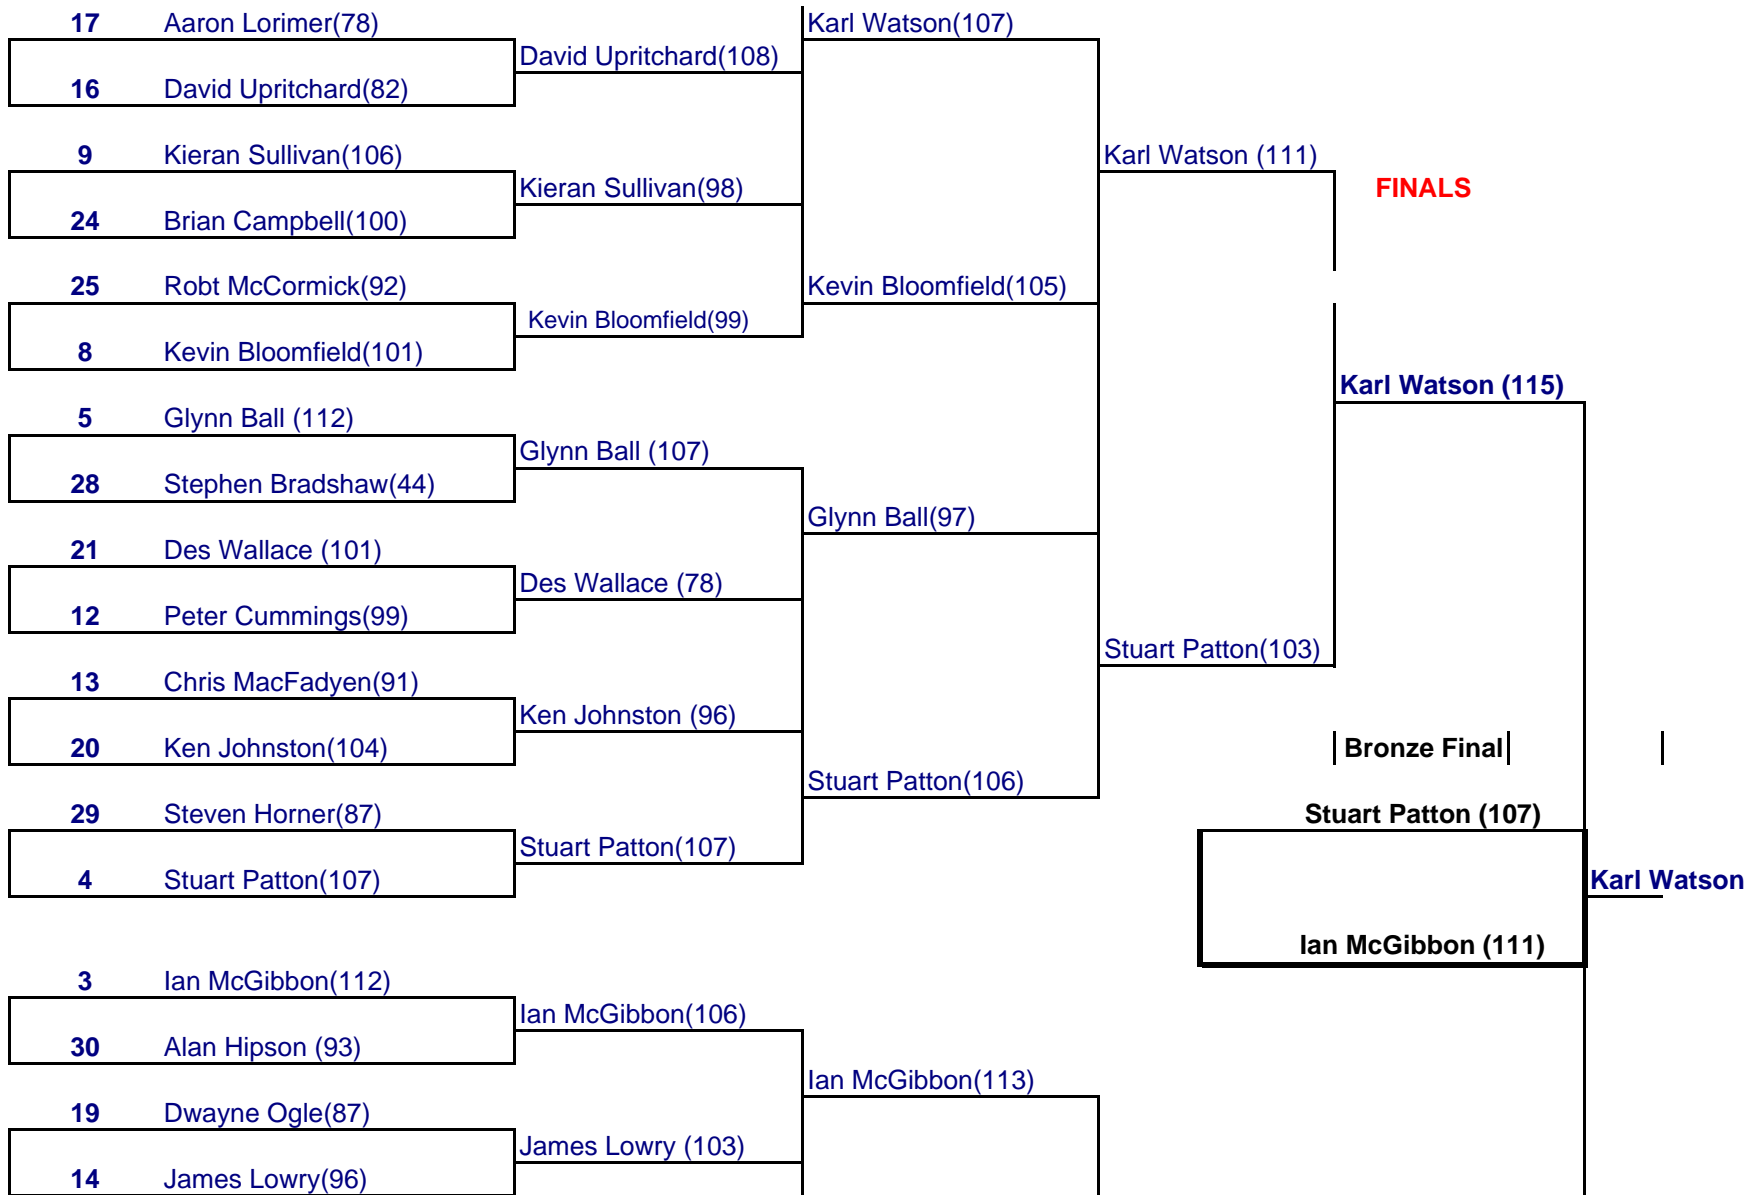 17 Aaron Lorimer(78)
Karl Watson(107)
David Upritchard(108)
16 David Upritchard(82)
9 Kieran Sullivan(106)
Karl Watson (111)
Kieran Sullivan(98)
FINALS
24 Brian Campbell(100)
25 Robt McCormick(92)
Kevin Bloomfield(105)
Kevin Bloomfield(99)
8 Kevin Bloomfield(101)
Karl Watson (115)
5 Glynn Ball (112)
Glynn Ball (107)
28 Stephen Bradshaw(44)
Glynn Ball(97)
21 Des Wallace (101)
Des Wallace (78)
12 Peter Cummings(99)
Stuart Patton(103)
13 Chris MacFadyen(91)
Ken Johnston (96)
20 Ken Johnston(104)
Bronze Final
Stuart Patton(106)
29 Steven Horner(87)
Stuart Patton (107)
Stuart Patton(107)
4 Stuart Patton(107)
Karl Watson
Ian McGibbon (111)
3 Ian McGibbon(112)
Ian McGibbon(106)
30 Alan Hipson (93)
Ian McGibbon(113)
19 Dwayne Ogle(87)
James Lowry (103)
14 James Lowry(96)